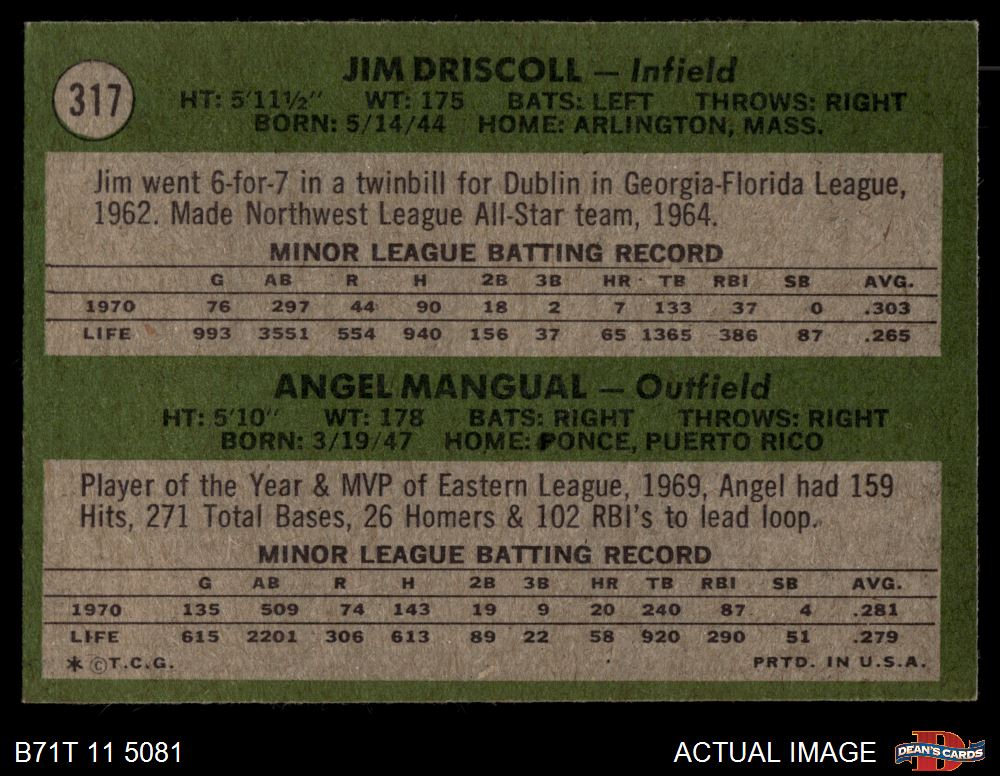 317
JIM DRISCOLL — Infield
HT: 5'11½" WT: 175 BATS: LEFT THROWS: RIGHT
BORN: 5/14/44 HOME: ARLINGTON, MASS.
Jim went 6-for-7 in a twinbill for Dublin in Georgia-Florida League,
1962. Made Northwest League All-Star team, 1964.
MINOR LEAGUE BATTING RECORD
G AB R H 2B 3B HR TB RBI SB AVG.
1970 76 297 44 90 18 2 7 133 37 0 .303
LIFE 993 3551 554 940 156 37 65 1365 386 87 .265
ANGEL MANGUAL — Outfield
HT: 5'10" WT: 178 BATS: RIGHT THROWS: RIGHT
BORN: 3/19/47 HOME: PONCE, PUERTO RICO
Player of the Year & MVP of Eastern League, 1969, Angel had 159
Hits, 271 Total Bases, 26 Homers & 102 RBI's to lead loop.
MINOR LEAGUE BATTING RECORD
G AB R H 2B 3B HR TB RBI SB AVG.
1970 135 509 74 143 19 9 20 240 87 4 .281
LIFE 615 2201 306 613 89 22 58 920 290 51 .279
* ©T.C.G. PRTD. IN U.S.A.
B71T 11 5081 ACTUAL IMAGE DEAN'S CARDS